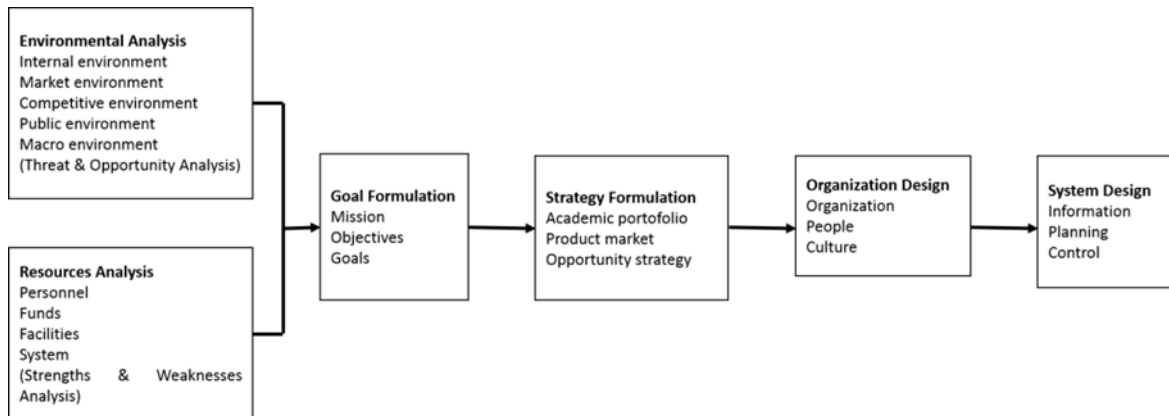 Environmental Analysis
Internal environment
Market environment
Competitive environment
Public environment
Macro environment
(Threat & Opportunity Analysis)
Resources Analysis
Personnel
Funds
Facilities
System
(Strengths & Weaknesses
Analysis)
Goal Formulation
Mission
Objectives
Goals
Strategy Formulation
Academic portofolio
Product market
Opportunity strategy
Organization Design
Organization
People
Culture
System Design
Information
Planning
Control